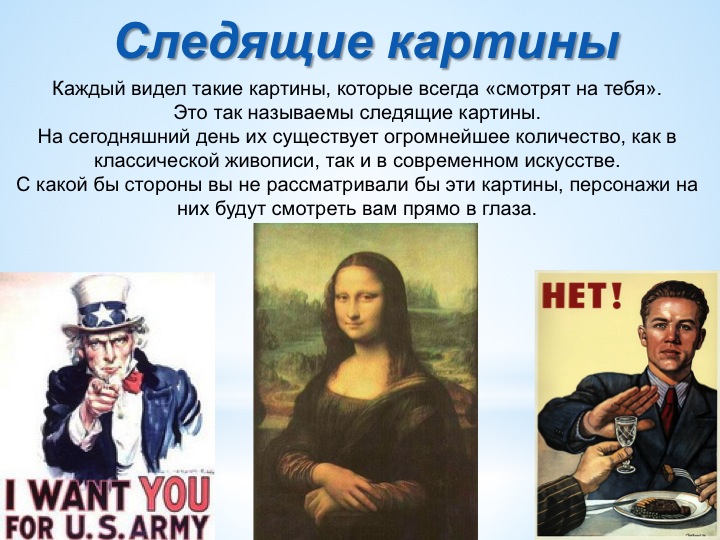 Следящие картины
Каждый видел такие картины, которые всегда «смотрят на тебя».
Это так называемы следящие картины.
На сегодняшний день их существует огромнейшее количество, как в
классической живописи, так и в современном искусстве.
С какой бы стороны вы не рассматривали бы эти картины, персонажи на
них будут смотреть вам прямо в глаза.
НЕТ!
I WANT YOU
FOR U.S. ARMY